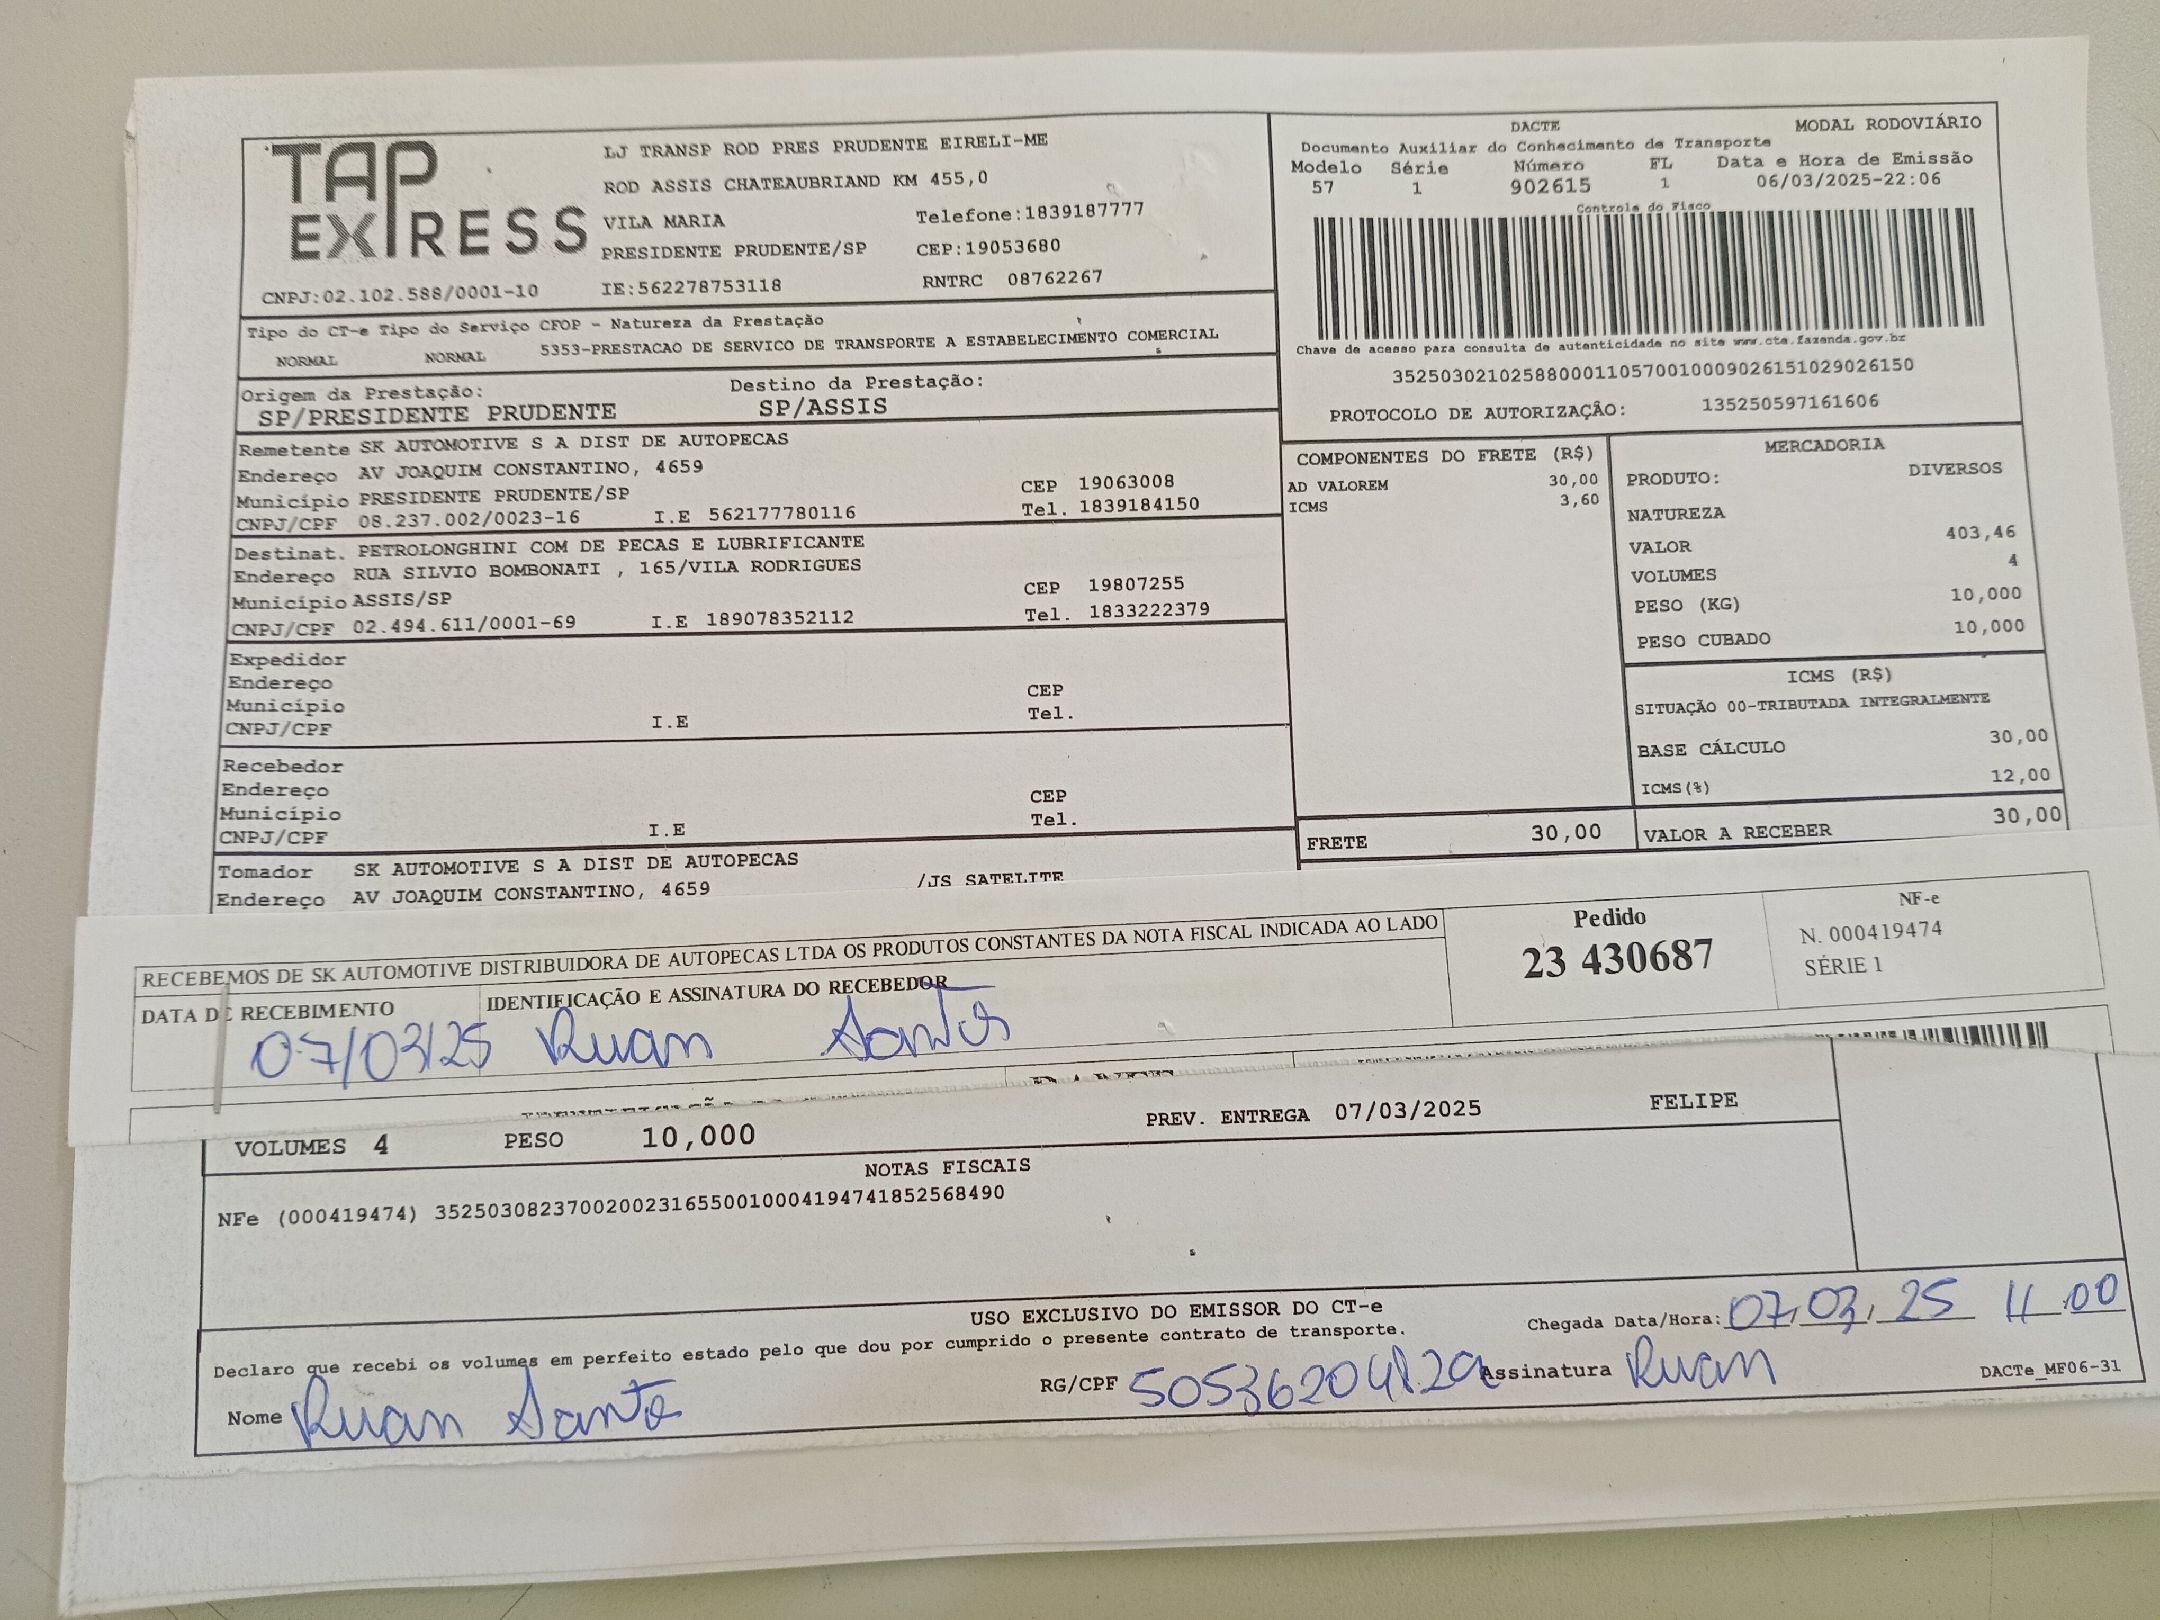 TAP EXPRESS
LJ TRANSP ROD PRES PRUDENTE EIRELI-ME
ROD ASSIS CHATEAUBRIAND KM 455,0
VILA MARIA Telefone:1839187777
PRESIDENTE PRUDENTE/SP CEP:19053680
CNPJ:02.102.588/0001-10 IE:562278753118 RNTRC 08762267
DACTE MODAL RODOVIÁRIO
Documento Auxiliar do Conhecimento de Transporte
Modelo Série Número FL Data e Hora de Emissão
57 1 902615 1 06/03/2025-22:06
Controle do Fisco
Chave de acesso para consulta de autenticidade no site www.cte.fazenda.gov.br
35250302102588000110570010009026151029026150
PROTOCOLO DE AUTORIZAÇÃO: 135250597161606
Tipo do CT-e Tipo do Serviço CFOP - Natureza da Prestação
NORMAL NORMAL 5353-PRESTACAO DE SERVICO DE TRANSPORTE A ESTABELECIMENTO COMERCIAL
Origem da Prestação: Destino da Prestação:
SP/PRESIDENTE PRUDENTE SP/ASSIS
Remetente SK AUTOMOTIVE S A DIST DE AUTOPECAS
Endereço AV JOAQUIM CONSTANTINO, 4659
Município PRESIDENTE PRUDENTE/SP CEP 19063008
CNPJ/CPF 08.237.002/0023-16 I.E 562177780116 Tel. 1839184150
Destinat. PETROLONGHINI COM DE PECAS E LUBRIFICANTE
Endereço RUA SILVIO BOMBONATI , 165/VILA RODRIGUES
Município ASSIS/SP CEP 19807255
CNPJ/CPF 02.494.611/0001-69 I.E 189078352112 Tel. 1833222379
Expedidor
Endereço
Município CEP
CNPJ/CPF I.E Tel.
Recebedor
Endereço
Município CEP
CNPJ/CPF I.E Tel.
Tomador SK AUTOMOTIVE S A DIST DE AUTOPECAS
Endereço AV JOAQUIM CONSTANTINO, 4659 /JS SATELITE
COMPONENTES DO FRETE (R$)
AD VALOREM 30,00
ICMS 3,60
FRETE 30,00
MERCADORIA
PRODUTO: DIVERSOS
NATUREZA
VALOR 403,46
VOLUMES 4
PESO (KG) 10,000
PESO CUBADO 10,000
ICMS (R$)
SITUAÇÃO 00-TRIBUTADA INTEGRALMENTE
BASE CÁLCULO 30,00
ICMS(%) 12,00
VALOR A RECEBER 30,00
RECEBEMOS DE SK AUTOMOTIVE DISTRIBUIDORA DE AUTOPECAS LTDA OS PRODUTOS CONSTANTES DA NOTA FISCAL INDICADA AO LADO
DATA DE RECEBIMENTO IDENTIFICAÇÃO E ASSINATURA DO RECEBEDOR
07/03/25 Ruan Santos
Pedido
23 430687
NF-e
N. 000419474
SÉRIE 1
VOLUMES 4 PESO 10,000 PREV. ENTREGA 07/03/2025 FELIPE
NOTAS FISCAIS
NFe (000419474) 35250308237002002316550010004194741852568490
USO EXCLUSIVO DO EMISSOR DO CT-e
Declaro que recebi os volumes em perfeito estado pelo que dou por cumprido o presente contrato de transporte.
Chegada Data/Hora: 07/03/25 11:00
Nome Ruan Santo RG/CPF Assinatura Ruan
DACTe_MF06-31